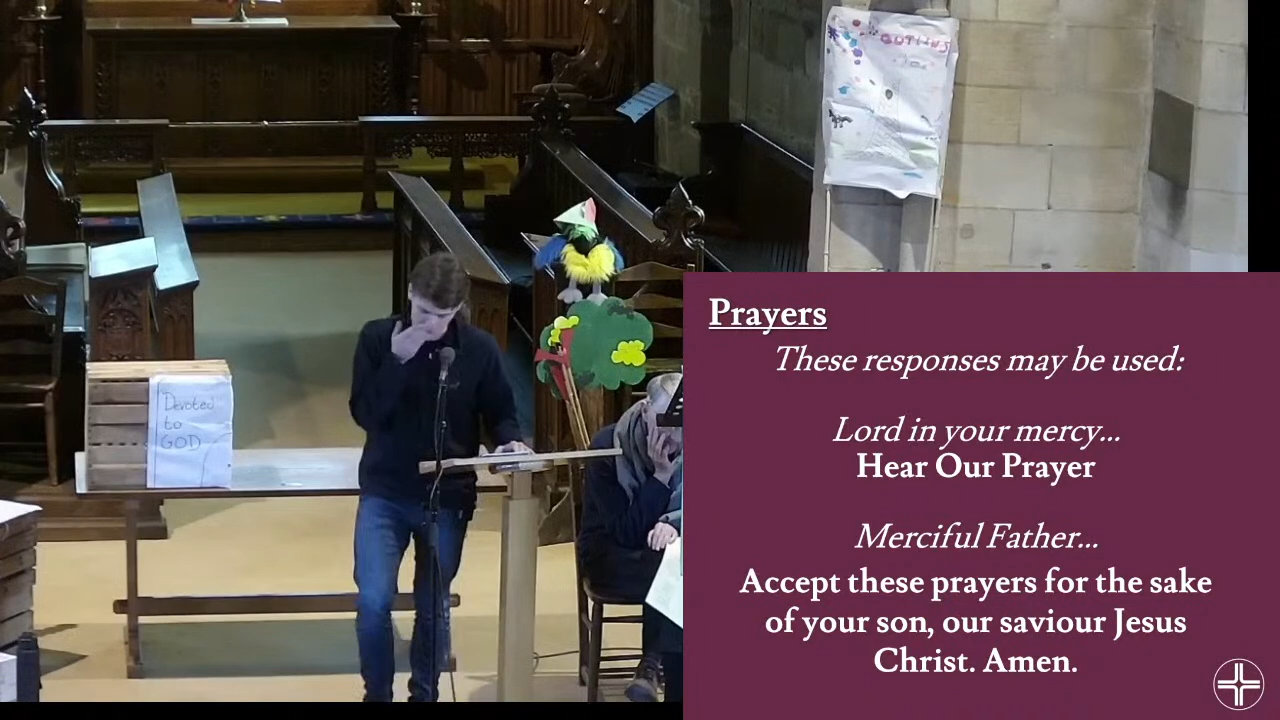 Devoted
to
GOD
Prayers
These responses may be used:
Lord in your mercy...
Hear Our Prayer
Merciful Father...
Accept these prayers for the sake
of your son, our saviour Jesus
Christ. Amen.